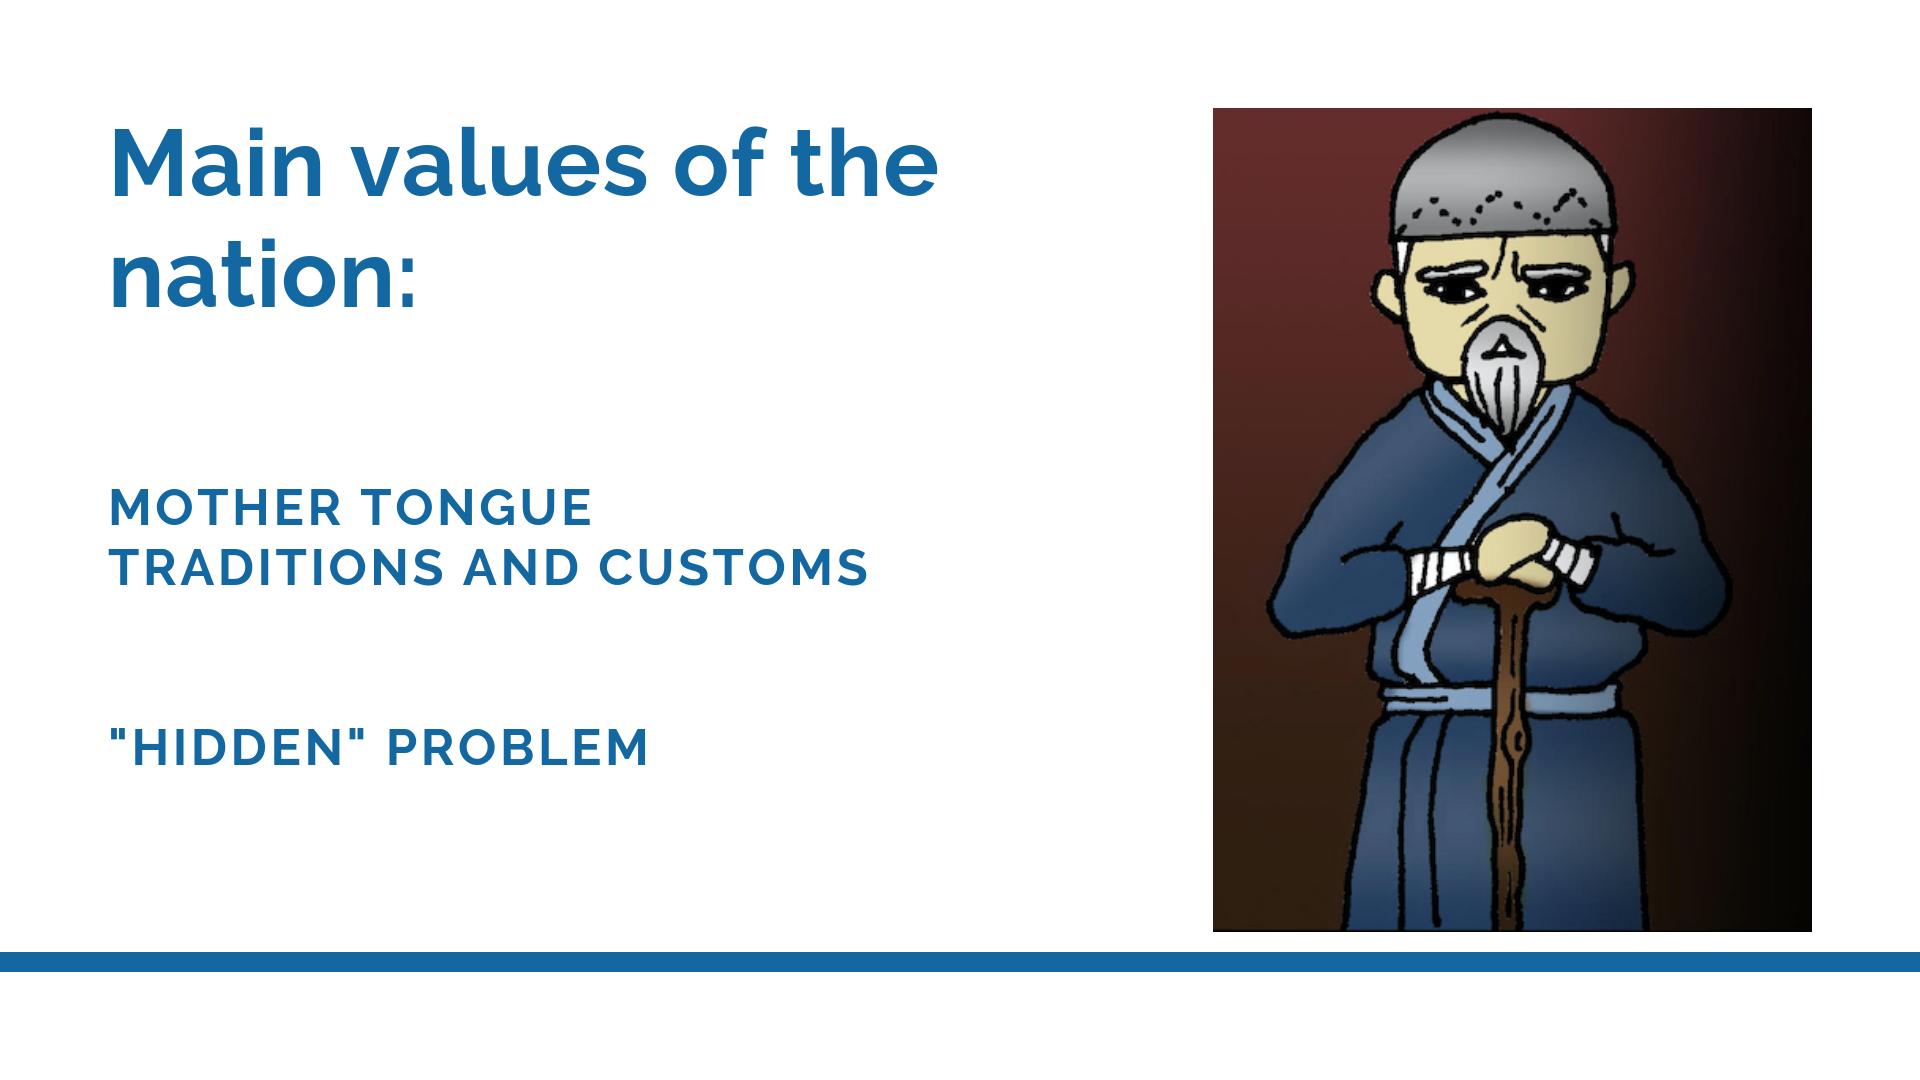 Main values of the
nation:
MOTHER TONGUE
TRADITIONS AND CUSTOMS
"HIDDEN" PROBLEM